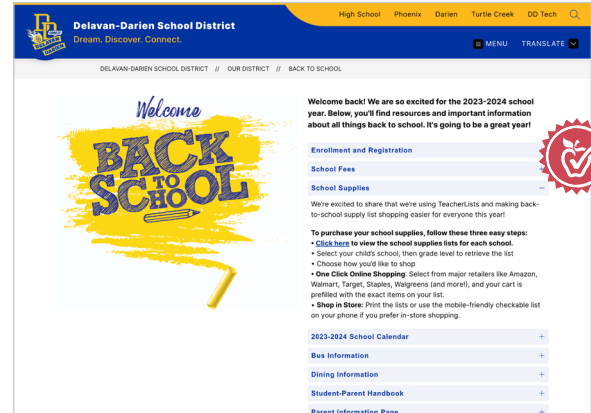 High School Phoenix Darien Turtle Creek DD Tech
Delavan-Darien School District
Dream. Discover. Connect.
MENU TRANSLATE
DD
DELAVAN
DARIEN
DELAVAN-DARIEN SCHOOL DISTRICT // OUR DISTRICT // BACK TO SCHOOL
Welcome
BACK
TO
SCHOOL
Welcome back! We are so excited for the 2023-2024 school
year. Below, you'll find resources and important information
about all things back to school. It's going to be a great year!
Enrollment and Registration
School Fees
School Supplies −
We're excited to share that we're using TeacherLists and making back-
to-school supply list shopping easier for everyone this year!
To purchase your school supplies, follow these three easy steps:
• Click here to view the school supplies lists for each school.
• Select your child's school, then grade level to retrieve the list
• Choose how you'd like to shop
• One Click Online Shopping: Select from major retailers like Amazon,
Walmart, Target, Staples, Walgreens (and more!), and your cart is
prefilled with the exact items on your list.
• Shop in Store: Print the lists or use the mobile-friendly checkable list
on your phone if you prefer in-store shopping.
2023-2024 School Calendar +
Bus Information +
Dining Information +
Student-Parent Handbook +
Parent Information Page